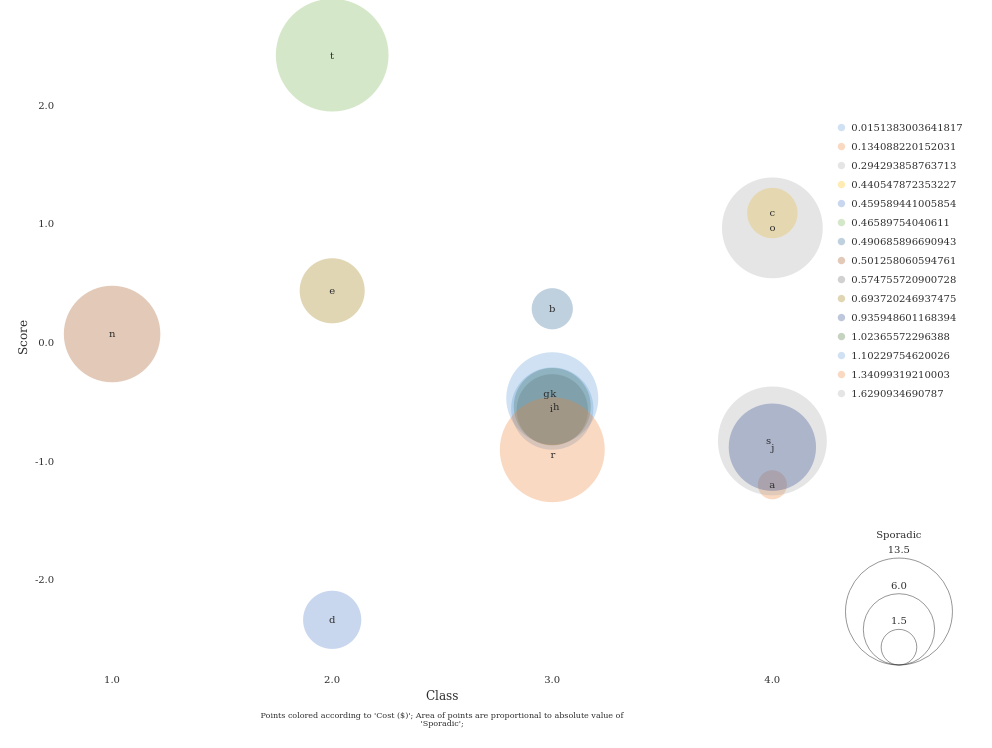 t
2.0
1.0
c
o
n
e
b
0.0
Score
gk
ih
r
-1.0
s
j
a
-2.0
d
1.0
2.0
3.0
4.0
Class
Points colored according to 'Cost ($)'; Area of points are proportional to absolute value of
'Sporadic';
0.0151383003641817
0.134088220152031
0.294293858763713
0.440547872353227
0.459589441005854
0.46589754040611
0.490685896690943
0.501258060594761
0.574755720900728
0.693720246937475
0.935948601168394
1.02365572296388
1.10229754620026
1.34099319210003
1.6290934690787
Sporadic
13.5
6.0
1.5